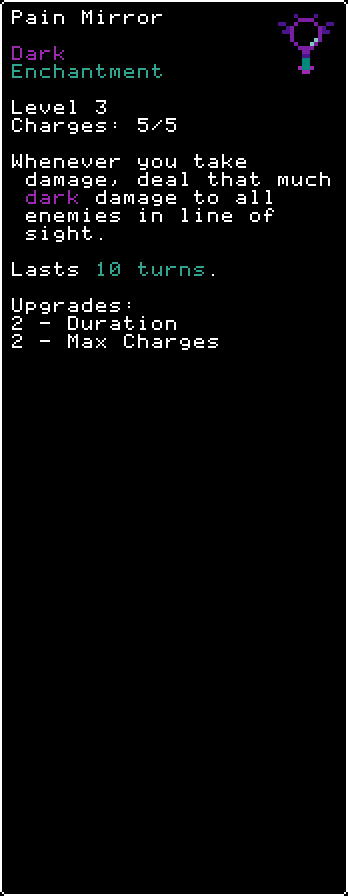 Pain Mirror
Dark
Enchantment
Level 3
Charges: 5/5
Whenever you take
damage, deal that much
dark damage to all
enemies in line of
sight.
Lasts 10 turns.
Upgrades:
2 - Duration
2 - Max Charges